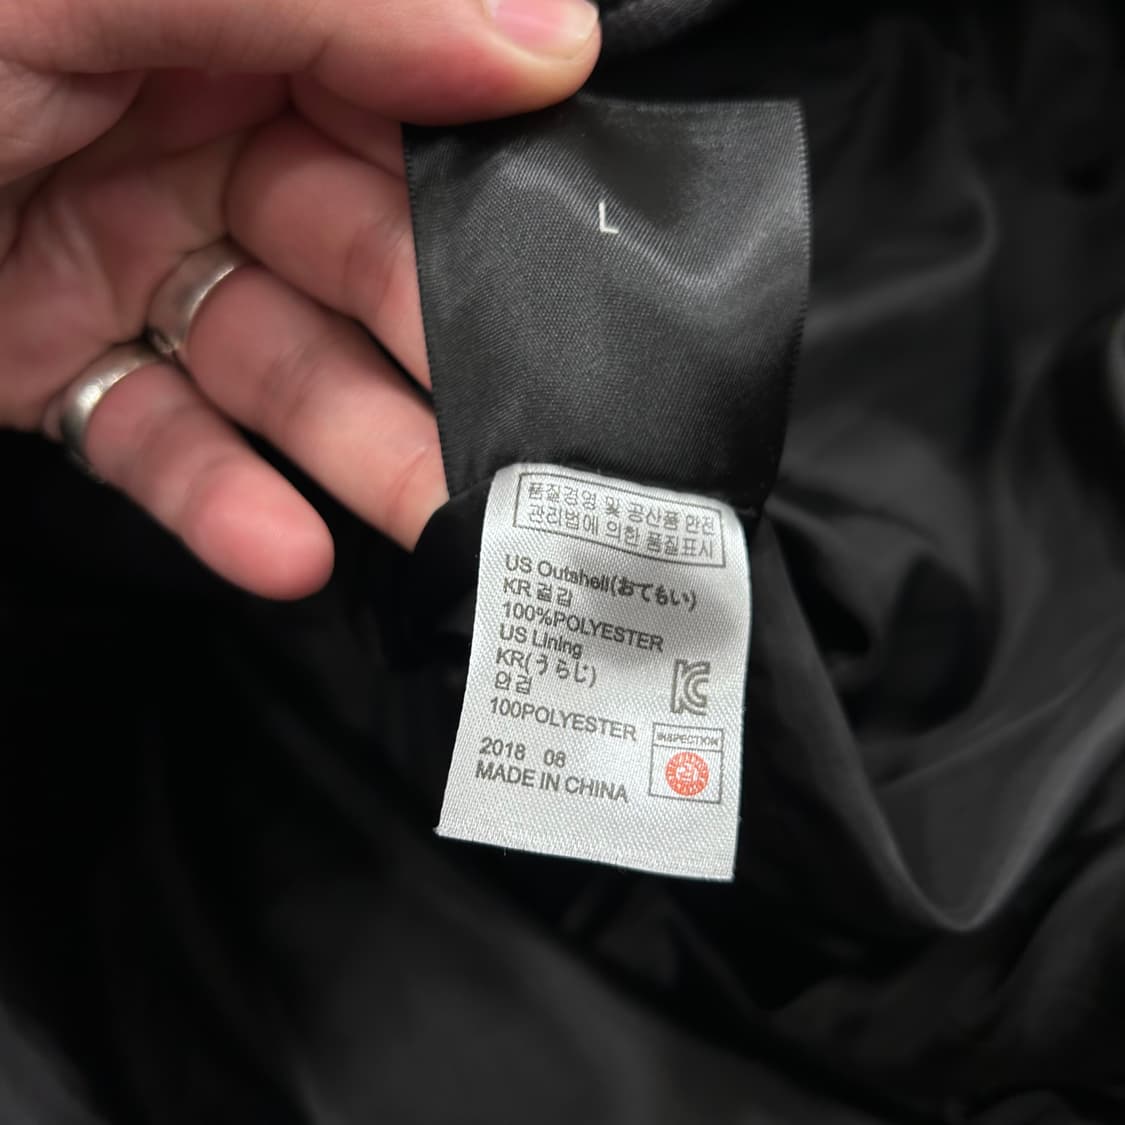 L
품질경영 및 공산품 안전
관리법에 의한 품질표시
US Outshell(おてもい)
KR 겉감
100%POLYESTER
US Lining
KR(うらじ)
안검
100POLYESTER
2018 08
MADE IN CHINA
INSPECTION